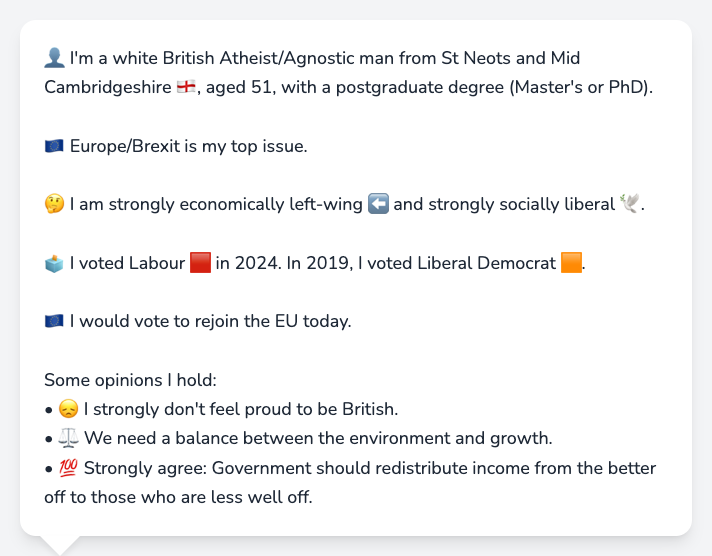 👤 I'm a white British Atheist/Agnostic man from St Neots and Mid
Cambridgeshire 🏴󠁧󠁢󠁥󠁮󠁧󠁿, aged 51, with a postgraduate degree (Master's or PhD).
🇪🇺 Europe/Brexit is my top issue.
🤔 I am strongly economically left-wing ⬅️ and strongly socially liberal 🕊️.
🗳️ I voted Labour 🟥 in 2024. In 2019, I voted Liberal Democrat 🟧.
🇪🇺 I would vote to rejoin the EU today.
Some opinions I hold:
• 😞 I strongly don't feel proud to be British.
• ⚖️ We need a balance between the environment and growth.
• 💯 Strongly agree: Government should redistribute income from the better
off to those who are less well off.